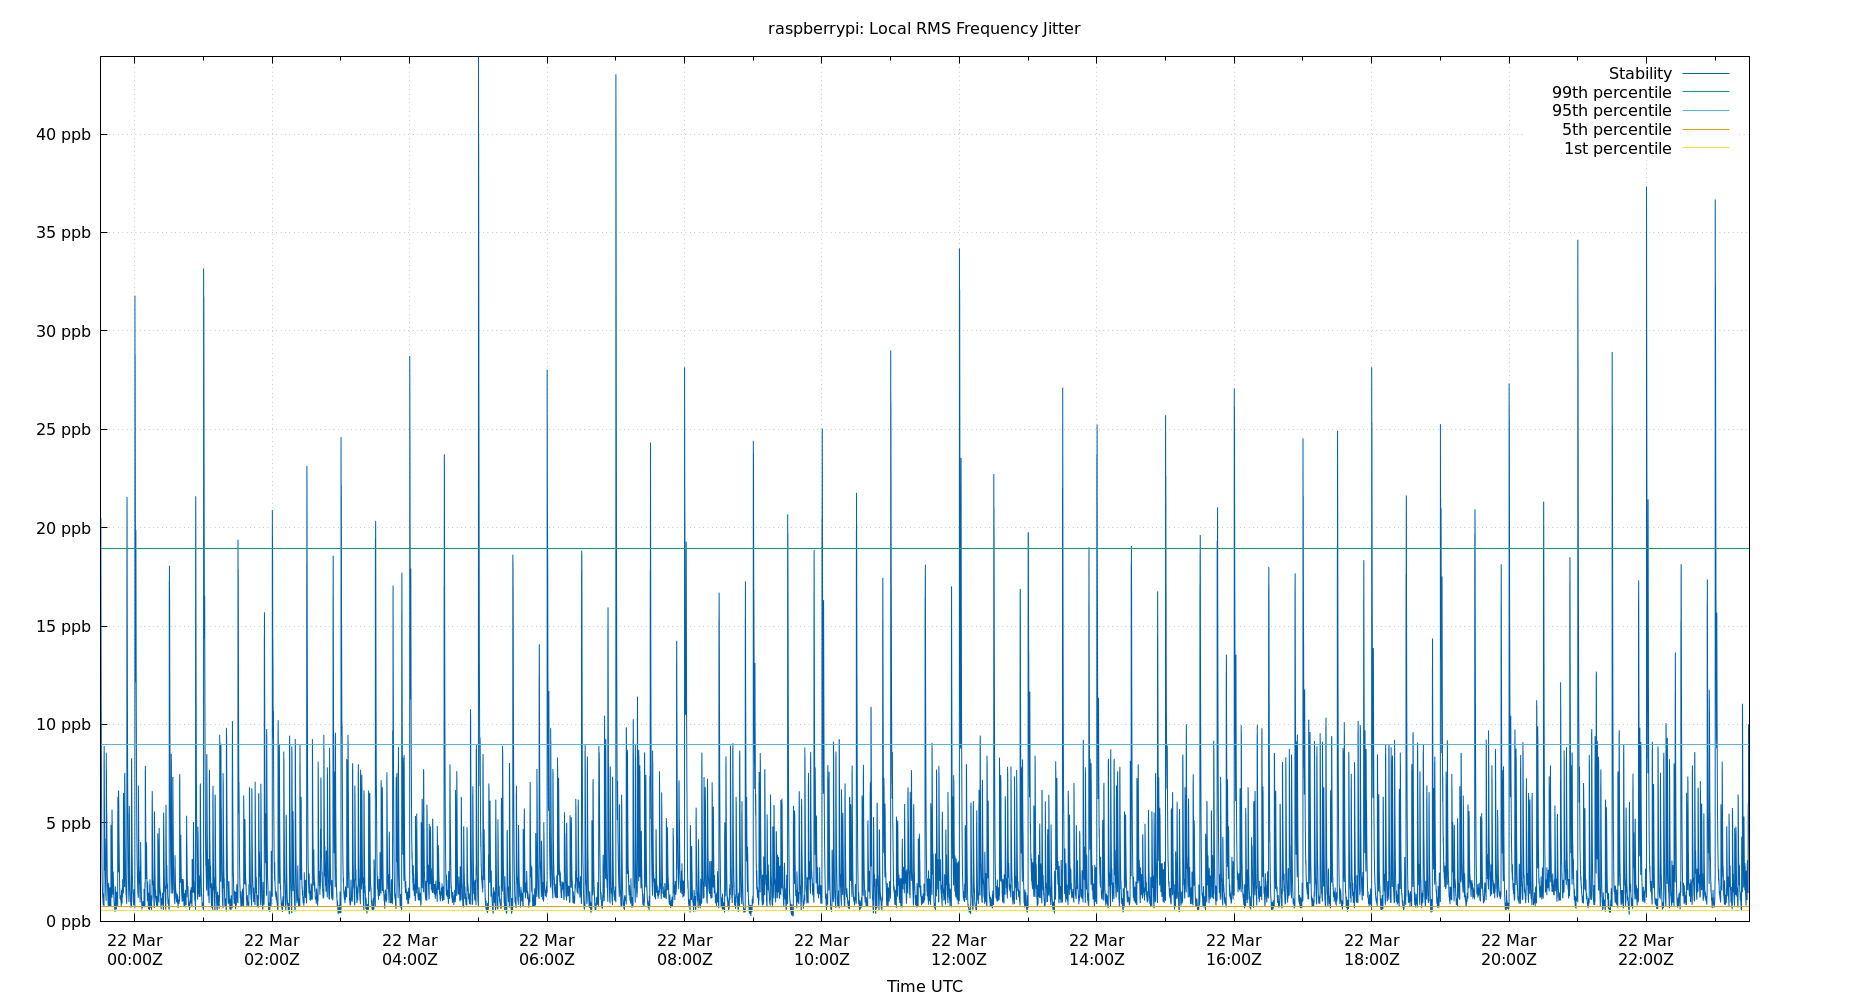 raspberrypi: Local RMS Frequency Jitter
Stability
99th percentile
95th percentile
5th percentile
1st percentile
40 ppb
35 ppb
30 ppb
25 ppb
20 ppb
15 ppb
10 ppb
5 ppb
0 ppb
22 Mar 22 Mar 22 Mar 22 Mar 22 Mar 22 Mar 22 Mar 22 Mar 22 Mar 22 Mar 22 Mar 22 Mar
00:00Z 02:00Z 04:00Z 06:00Z 08:00Z 10:00Z 12:00Z 14:00Z 16:00Z 18:00Z 20:00Z 22:00Z
Time UTC